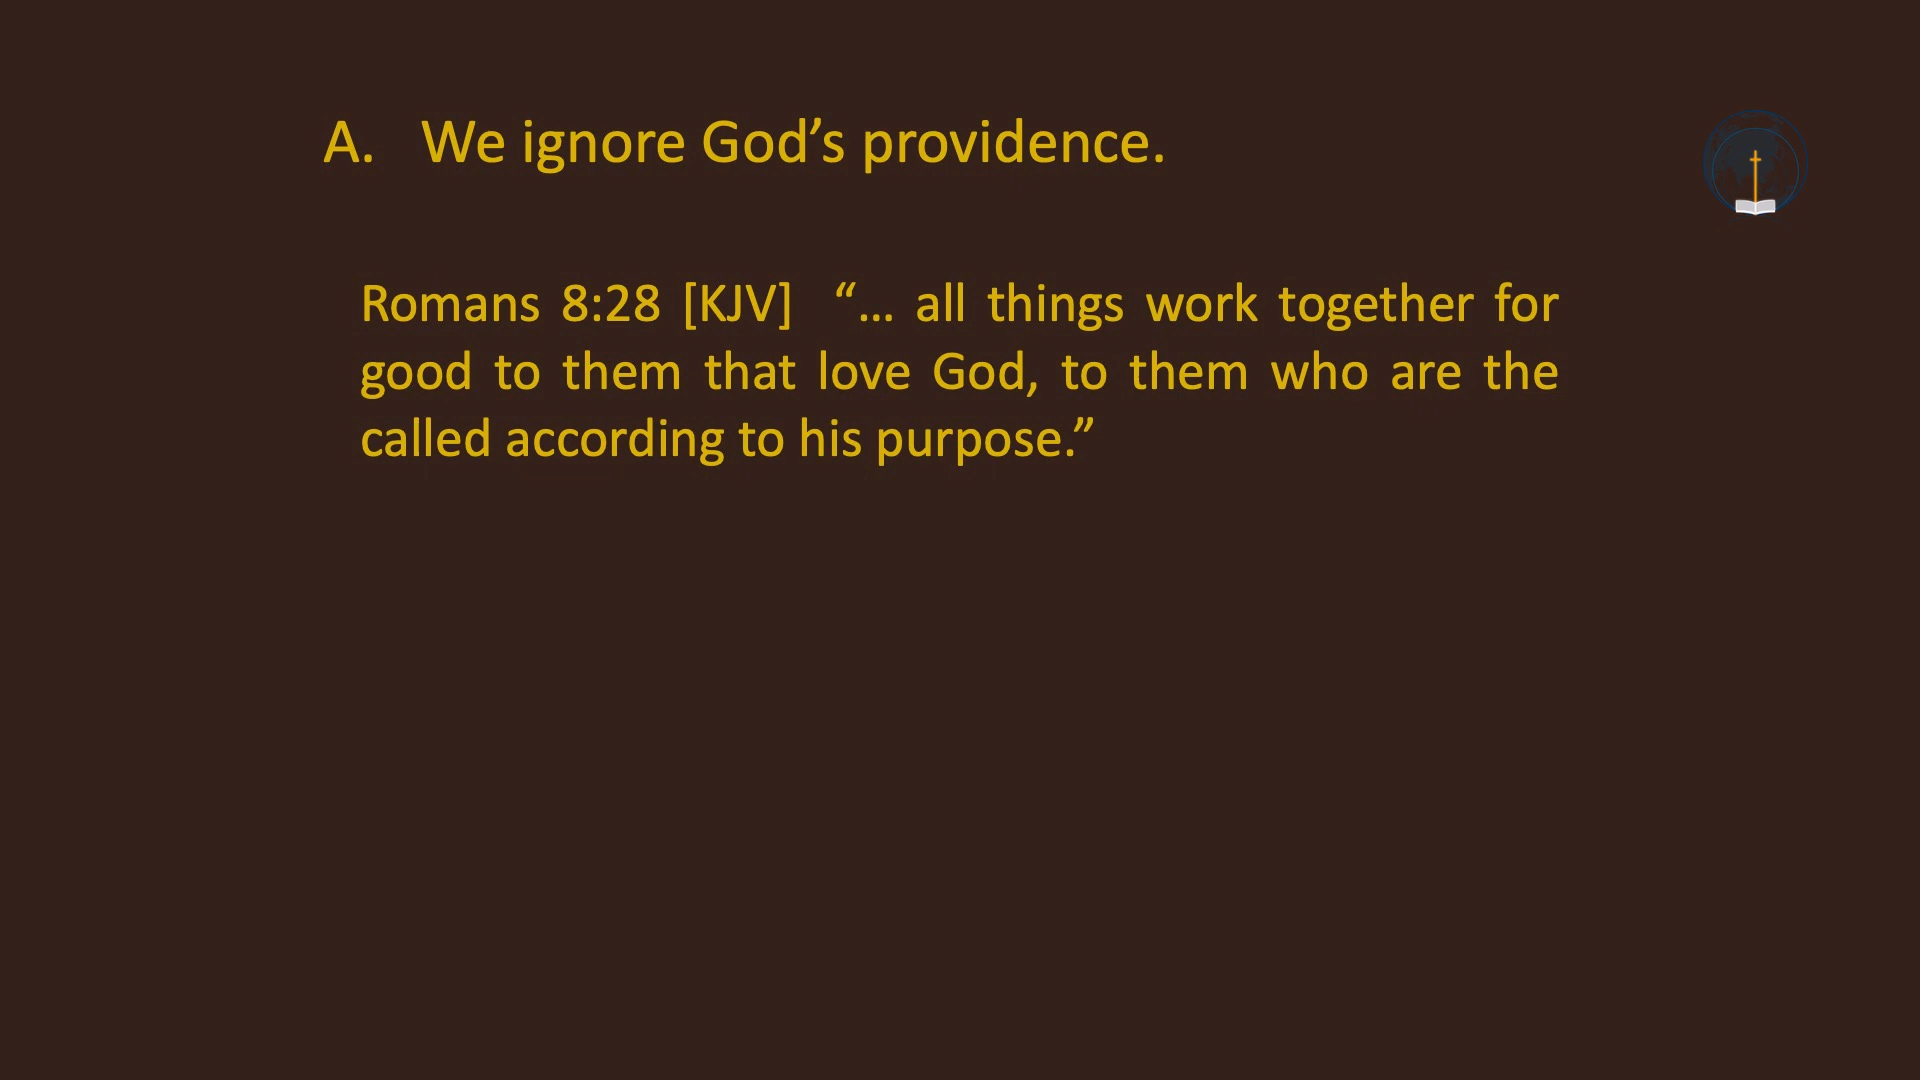 A. We ignore God’s providence.
Romans 8:28 [KJV] “... all things work together for
good to them that love God, to them who are the
called according to his purpose.”